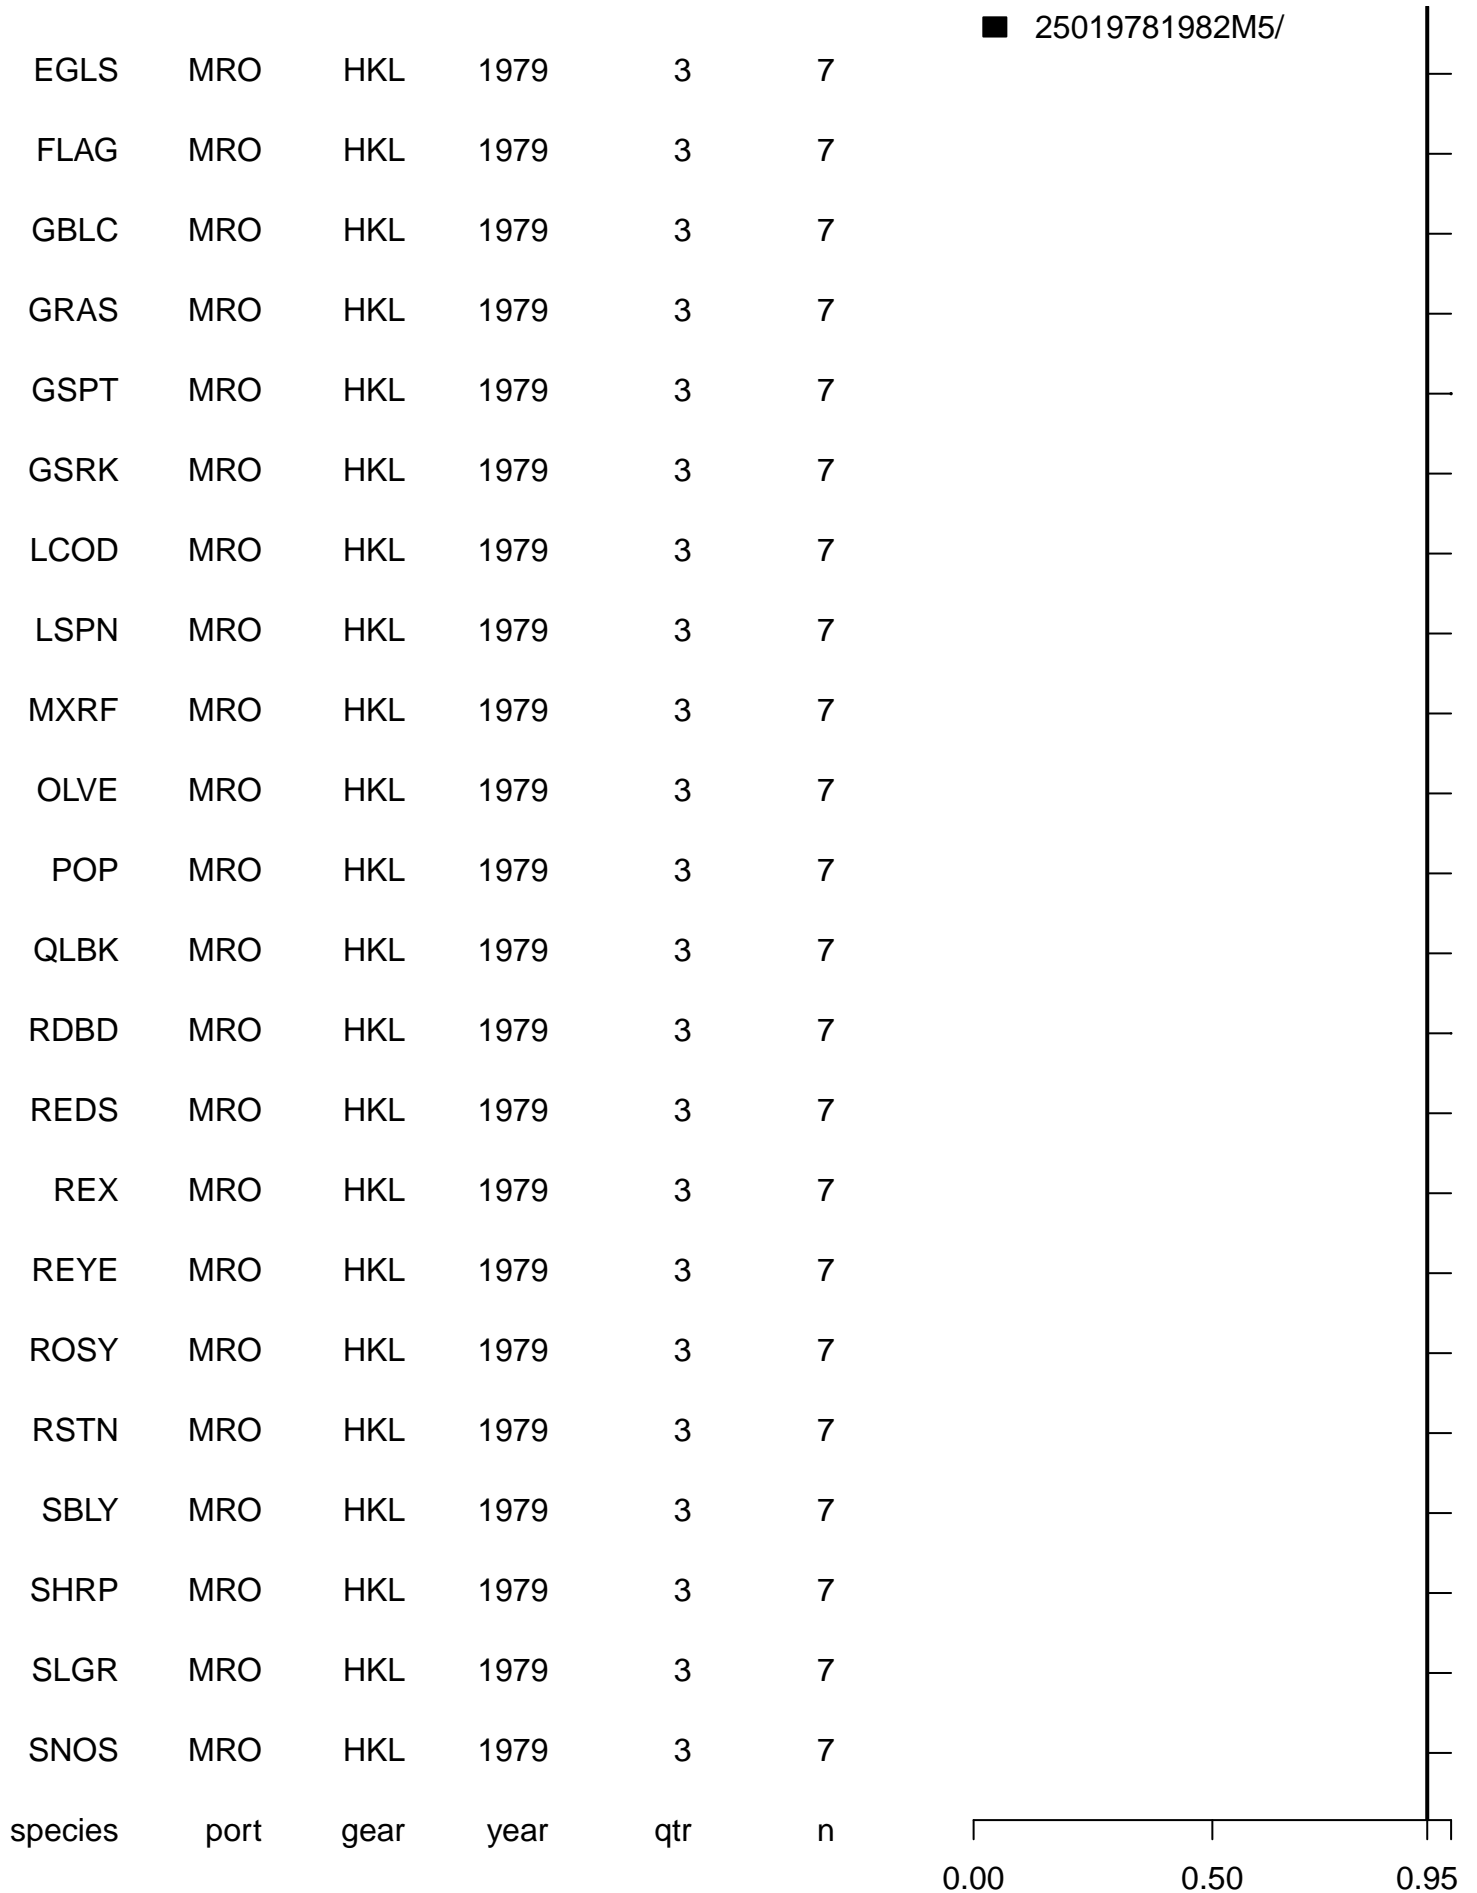 25019781982M5/
EGLS MRO HKL 1979 3 7
FLAG MRO HKL 1979 3 7
GBLC MRO HKL 1979 3 7
GRAS MRO HKL 1979 3 7
GSPT MRO HKL 1979 3 7
GSRK MRO HKL 1979 3 7
LCOD MRO HKL 1979 3 7
LSPN MRO HKL 1979 3 7
MXRF MRO HKL 1979 3 7
OLVE MRO HKL 1979 3 7
POP MRO HKL 1979 3 7
QLBK MRO HKL 1979 3 7
RDBD MRO HKL 1979 3 7
REDS MRO HKL 1979 3 7
REX MRO HKL 1979 3 7
REYE MRO HKL 1979 3 7
ROSY MRO HKL 1979 3 7
RSTN MRO HKL 1979 3 7
SBLY MRO HKL 1979 3 7
SHRP MRO HKL 1979 3 7
SLGR MRO HKL 1979 3 7
SNOS MRO HKL 1979 3 7
species port gear year qtr n
0.00 0.50 0.95